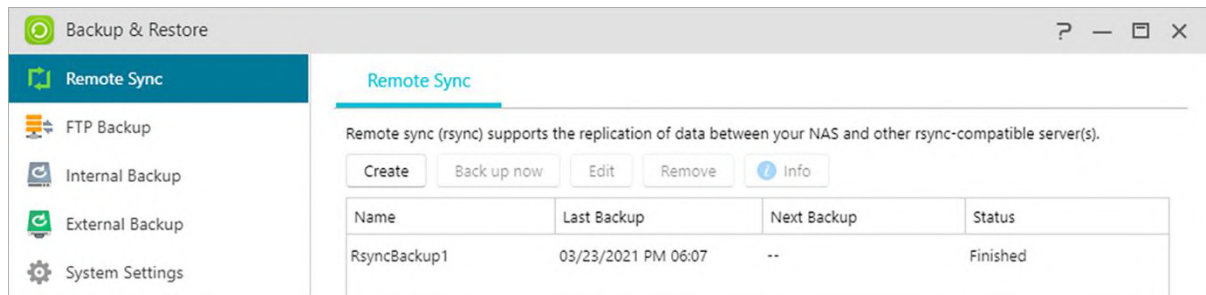 Backup & Restore
Remote Sync
FTP Backup
Internal Backup
External Backup
System Settings
Remote Sync
Remote sync (rsync) supports the replication of data between your NAS and other rsync-compatible server(s).
Create Back up now Edit Remove Info
Name Last Backup Next Backup Status
RsyncBackup1 03/23/2021 PM 06:07 -- Finished